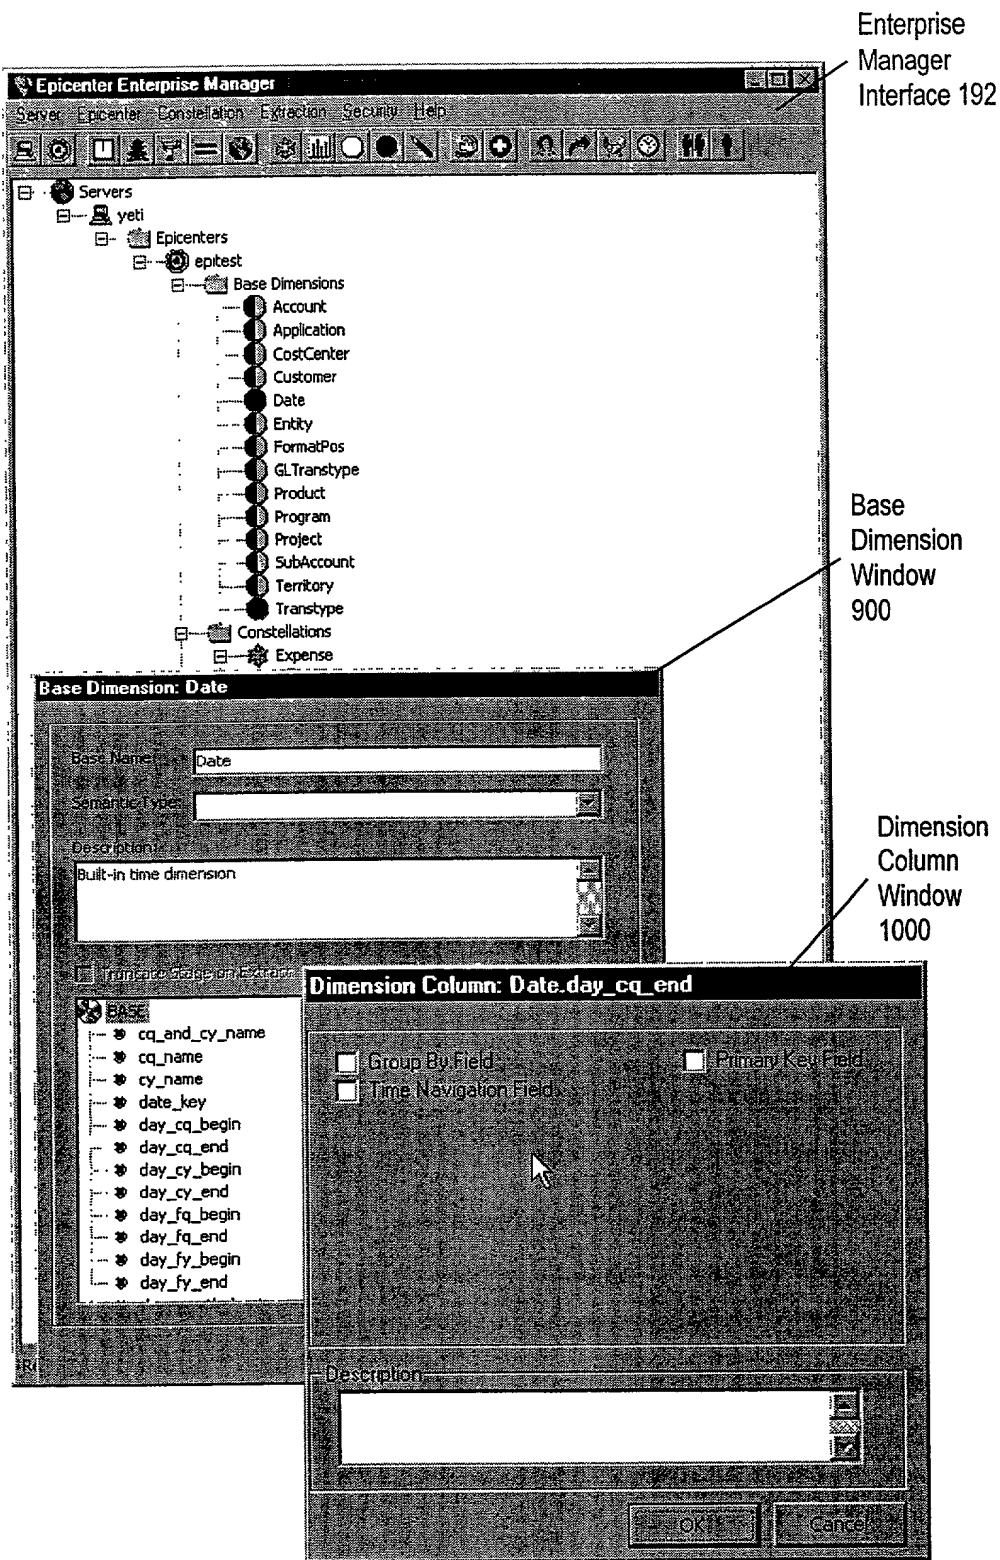 Enterprise
Manager
Interface 192
Epicenter Enterprise Manager
Server Epicenter Constellation Extraction Security Help
Servers
yeti
Epicenters
epitest
Base Dimensions
Account
Application
CostCenter
Customer
Date
Entity
FormatPos
GLTranstype
Product
Program
Project
SubAccount
Territory
Transtype
Constellations
Expense
Base
Dimension
Window
900
Base Dimension: Date
Base Name:
Date
Semantic Type:
Description:
Built-in time dimension
Truncate Stage on Extract
BASE
cq_and_cy_name
cq_name
cy_name
date_key
day_cq_begin
day_cq_end
day_cy_begin
day_cy_end
day_fq_begin
day_fq_end
day_fy_begin
day_fy_end
Dimension
Column
Window
1000
Dimension Column: Date.day_cq_end
Group By Field
Primary Key Field
Time Navigation Field
Description:
OK
Cancel